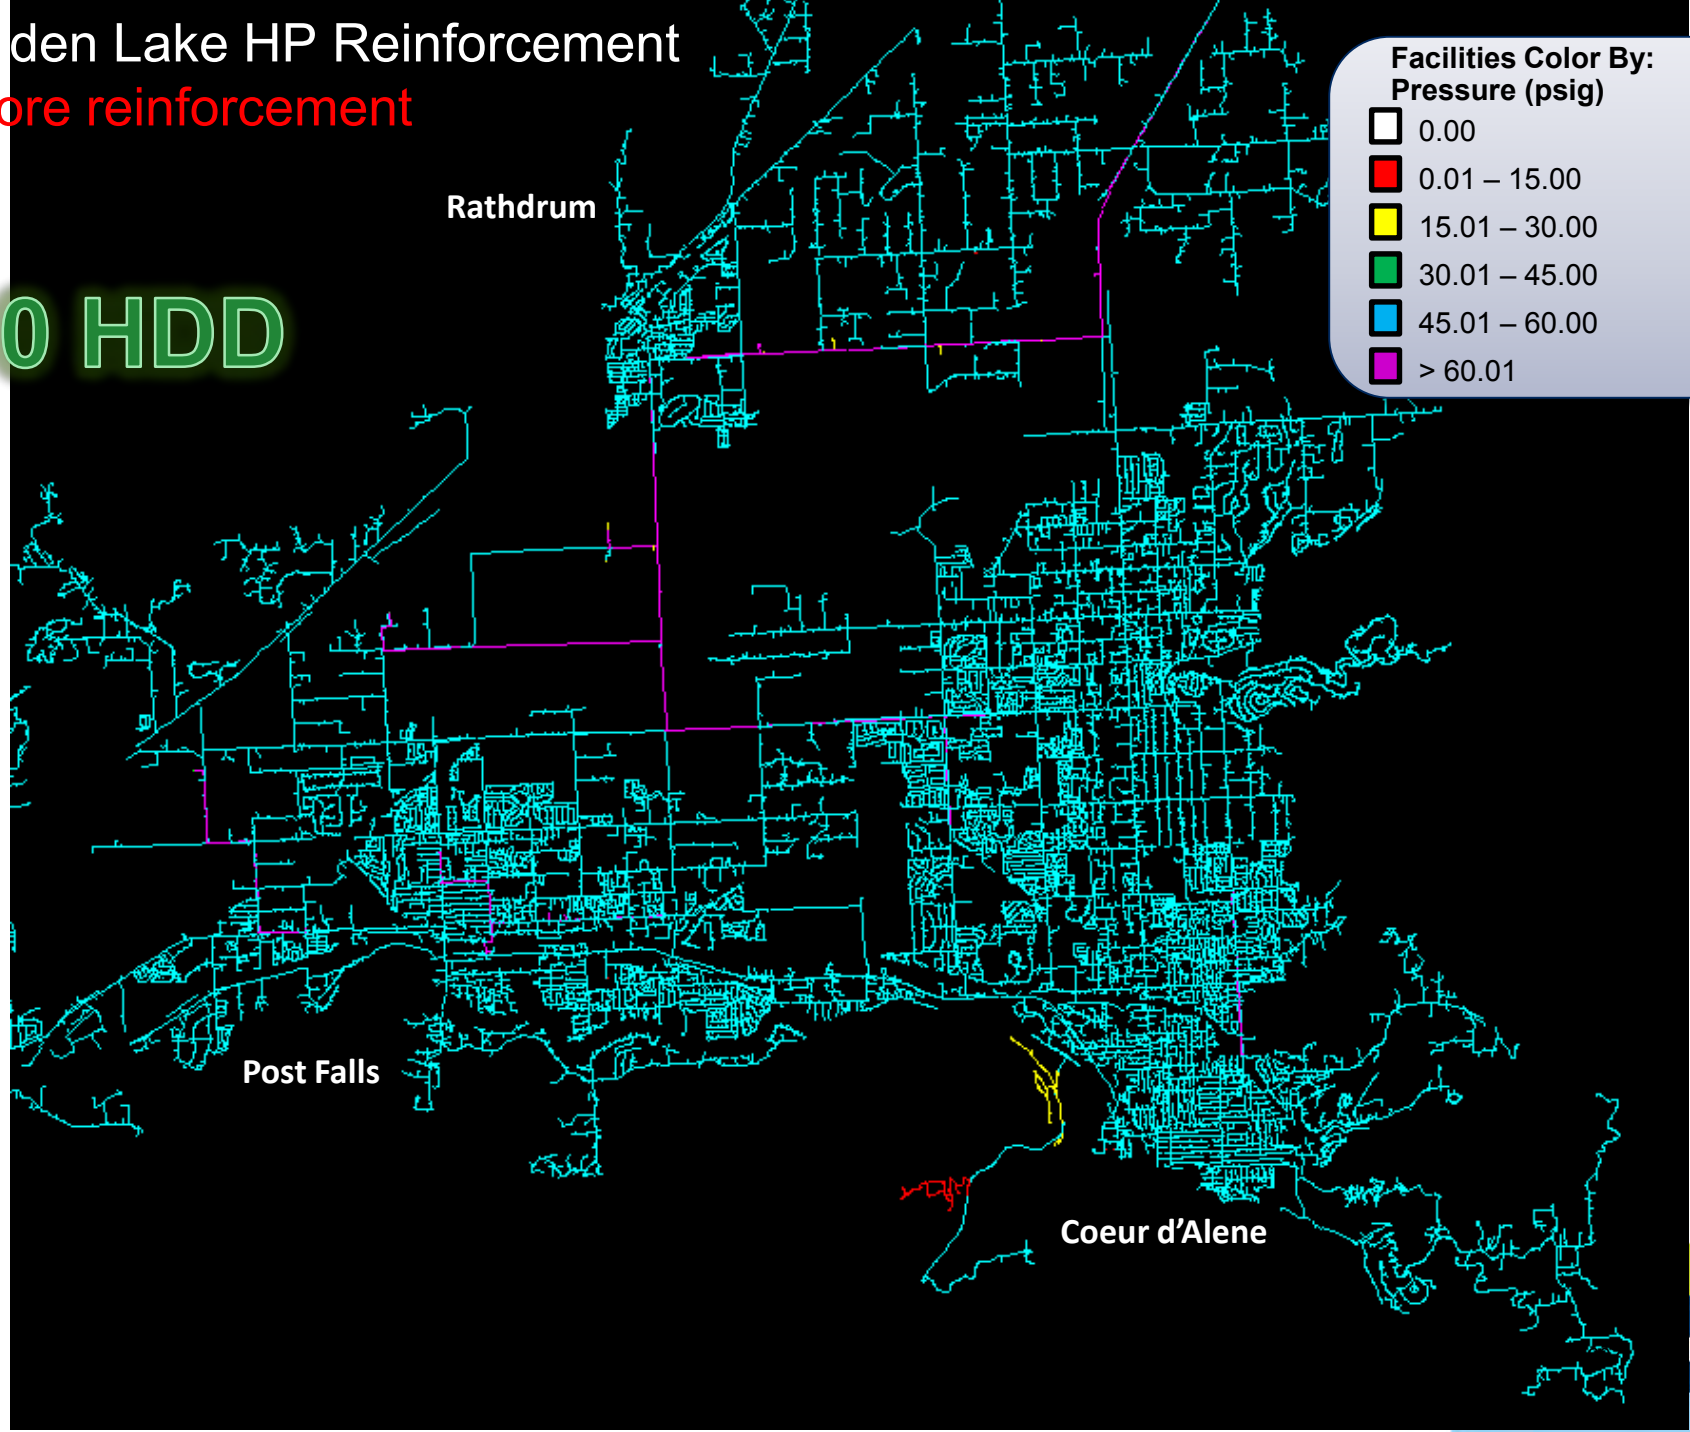 den Lake HP Reinforcement
ore reinforcement
Facilities Color By:
Pressure (psig)
0.00
0.01 – 15.00
15.01 – 30.00
30.01 – 45.00
45.01 – 60.00
> 60.01
Rathdrum
0 HDD
Post Falls
Coeur d’Alene